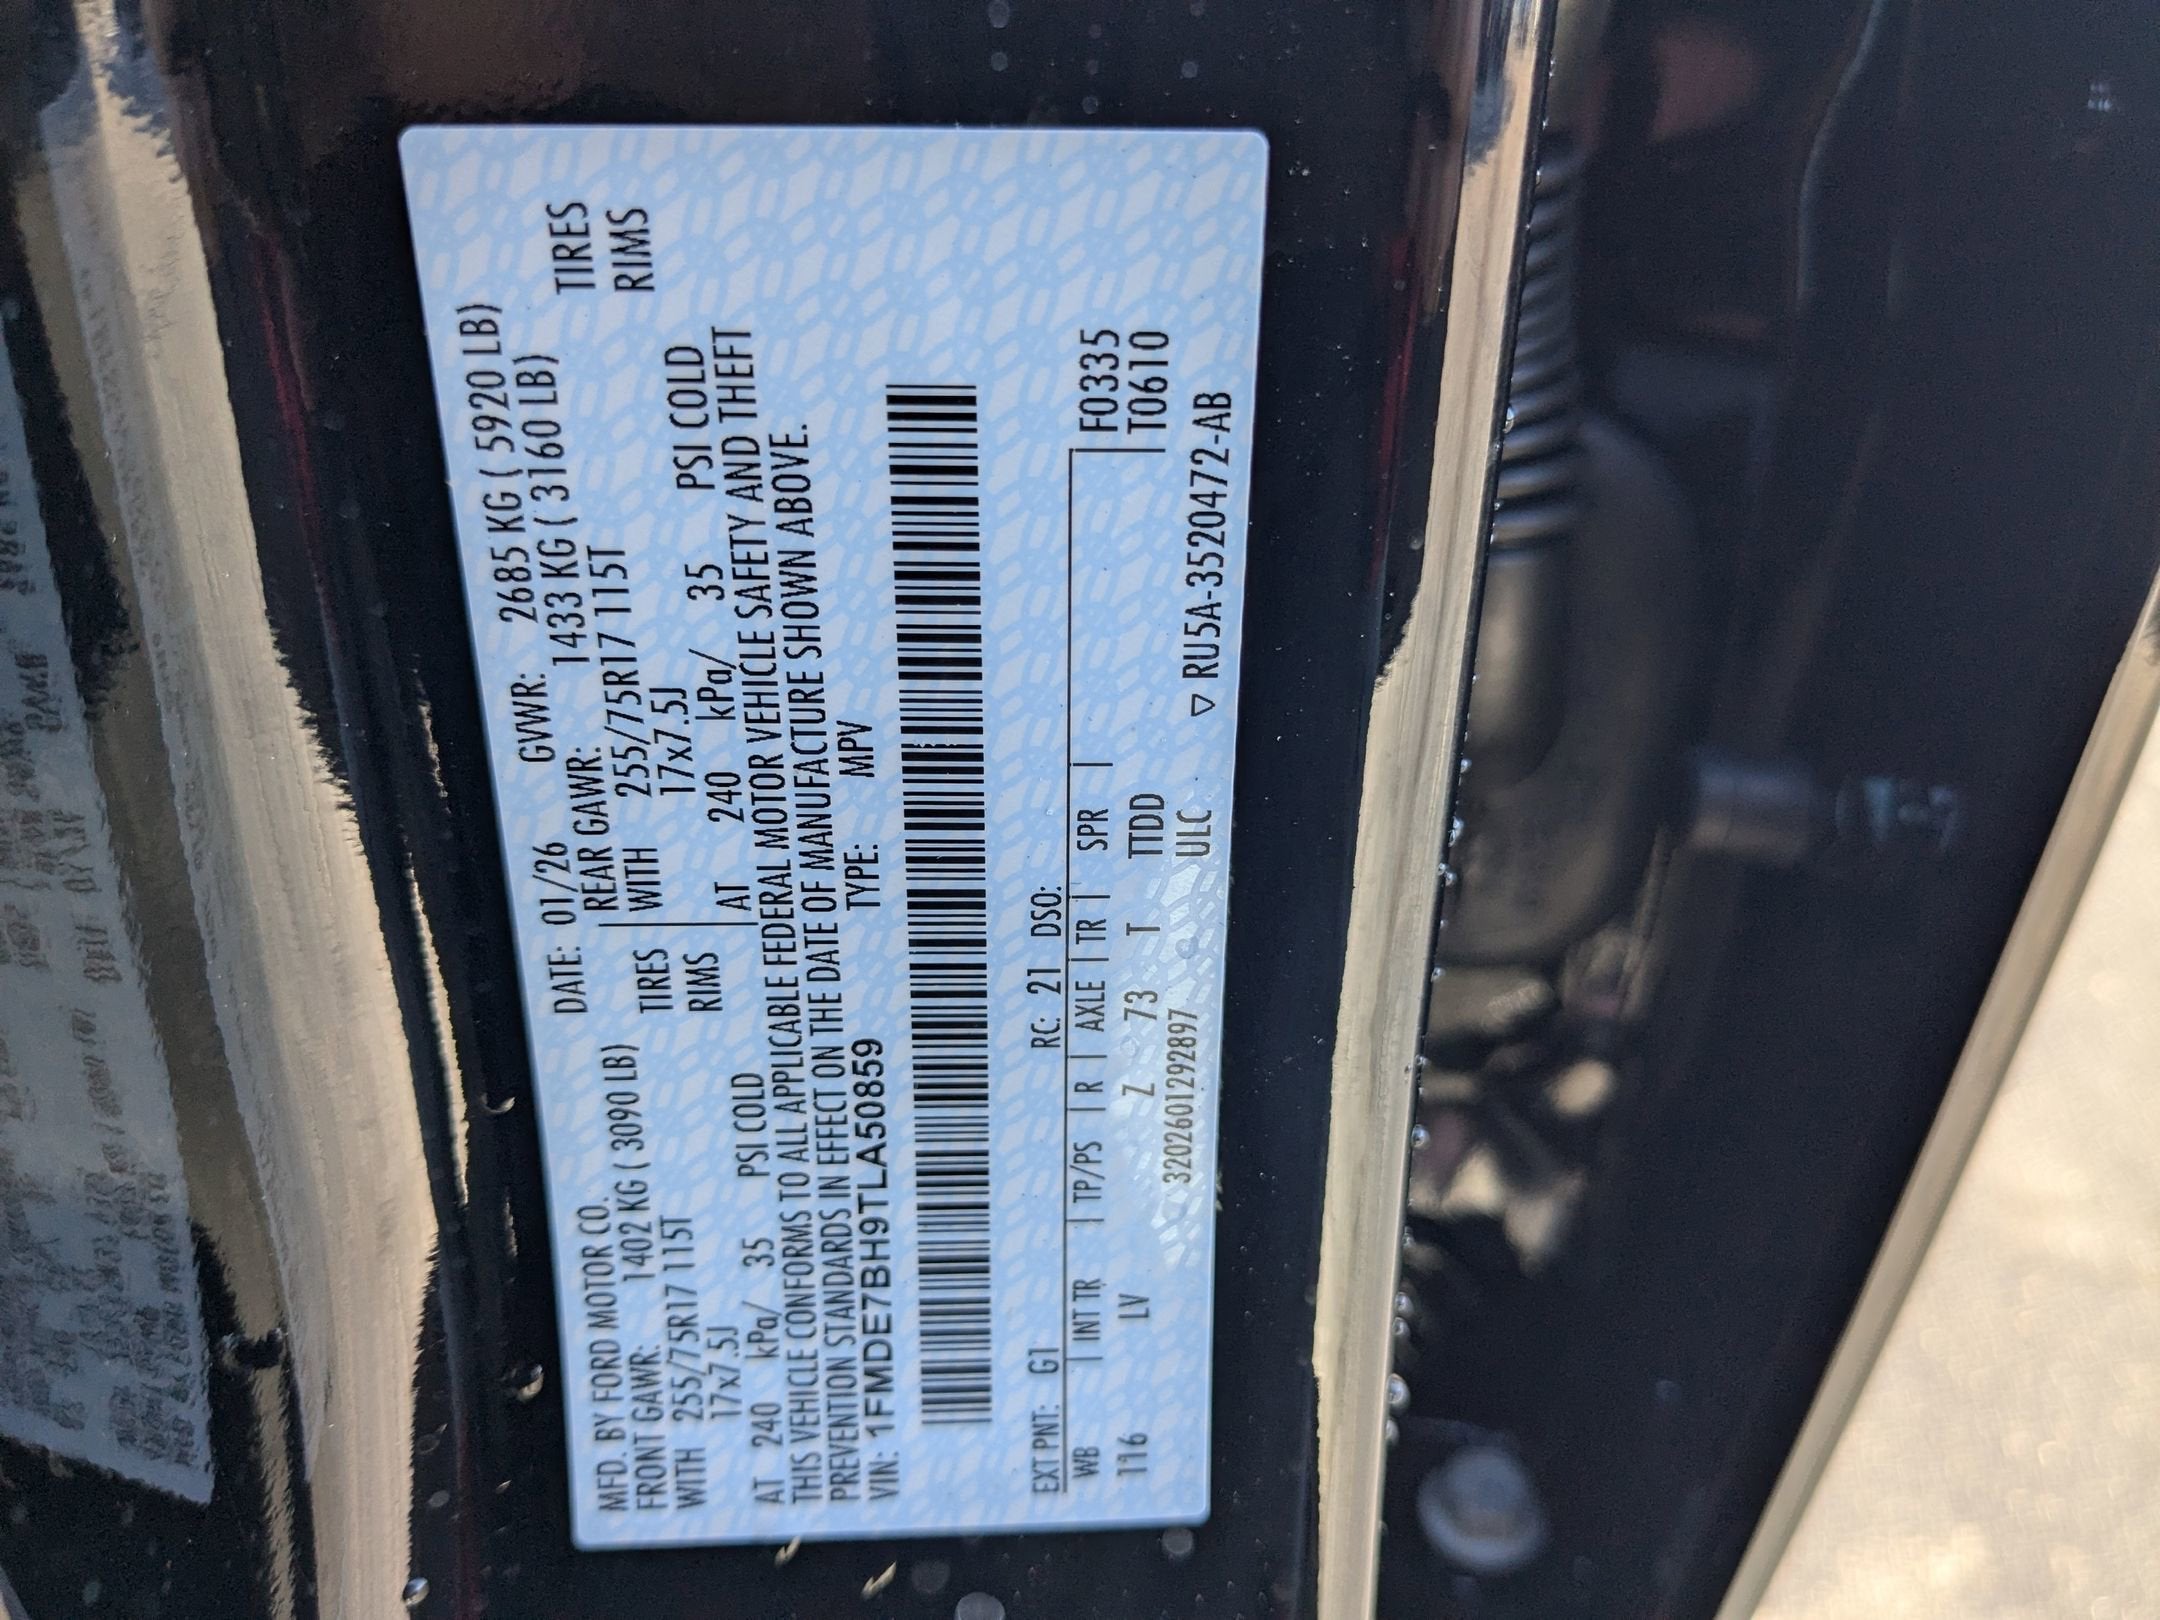 MFD. BY FORD MOTOR CO.
DATE: 01/26 GVWR: 2685 KG ( 5920 LB)
FRONT GAWR: 1402 KG ( 3090 LB) REAR GAWR: 1433 KG ( 3160 LB)
WITH 255/75R17 115T TIRES WITH 255/75R17 115T TIRES
17x7.5J RIMS 17x7.5J RIMS
AT 240 kPa/ 35 PSI COLD AT 240 kPa/ 35 PSI COLD
THIS VEHICLE CONFORMS TO ALL APPLICABLE FEDERAL MOTOR VEHICLE SAFETY AND THEFT
PREVENTION STANDARDS IN EFFECT ON THE DATE OF MANUFACTURE SHOWN ABOVE.
VIN: 1FMDE7BH9TLA50859 TYPE: MPV
EXT PNT: G1 RC: 21 DSO: F0335
WB | INT TR | TP/PS | R | AXLE | TR | SPR | T0610
116 LV Z 73 T TTDD
3202601292897 ULC ▽ RU5A-3520472-AB